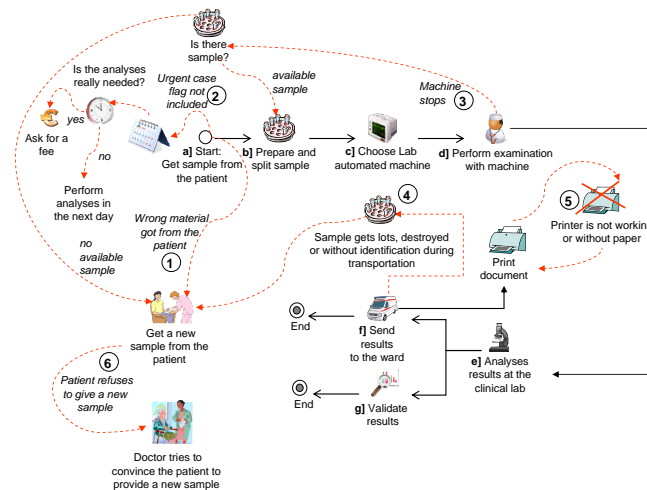 Is there
sample?
Is the analyses
really needed?
Urgent case
flag not
included
2
available
sample
Machine
stops
3
yes
Ask for a
fee
no
Perform
analyses in
the next day
a] Start:
Get sample from
the patient
b] Prepare and
split sample
c] Choose Lab
automated machine
d] Perform examination
with machine
4
5
Printer is not workin
or without paper
Wrong material
got from the
patient
1
no
available
sample
Sample gets lots, destroyed
or without identification during
transportation
Print
document
Get a new
sample from the
patient
End
f] Send
results
to the ward
e] Analyses
results at the
clinical lab
6
Patient refuses
to give a new
sample
End
g] Validate
results
Doctor tries to
convince the patient to
provide a new sample